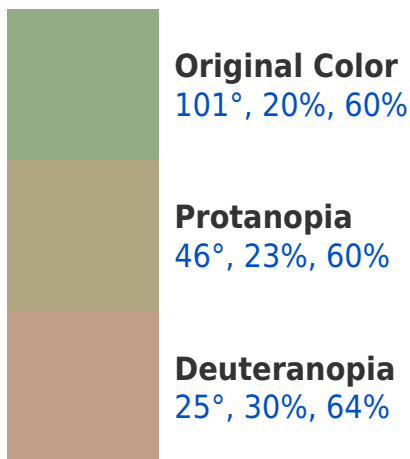 Original Color
101°, 20%, 60%
Protanopia
46°, 23%, 60%
Deuteranopia
25°, 30%, 64%